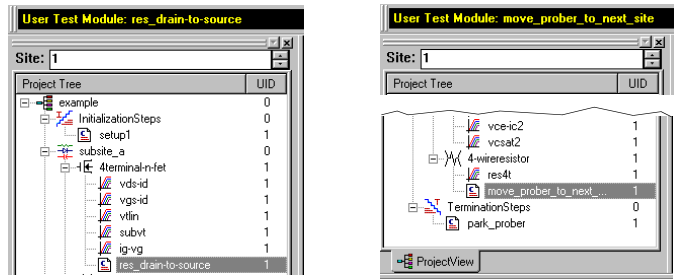 User Test Module: res_drain-to-source
Site: 1
Project Tree UID
example 0
InitializationSteps 0
setup1 1
subsite_a 0
4terminal-n-fet 1
vds-id 1
vgs-id 1
vtlin 1
subvt 1
ig-vg 1
res_drain-to-source 1
User Test Module: move_prober_to_next_site
Site: 1
Project Tree UID
vce-ic2 1
vcsat2 1
4-wireresistor 1
res4t 1
move_prober_to_next_... 1
TerminationSteps 0
park_prober 1
ProjectView